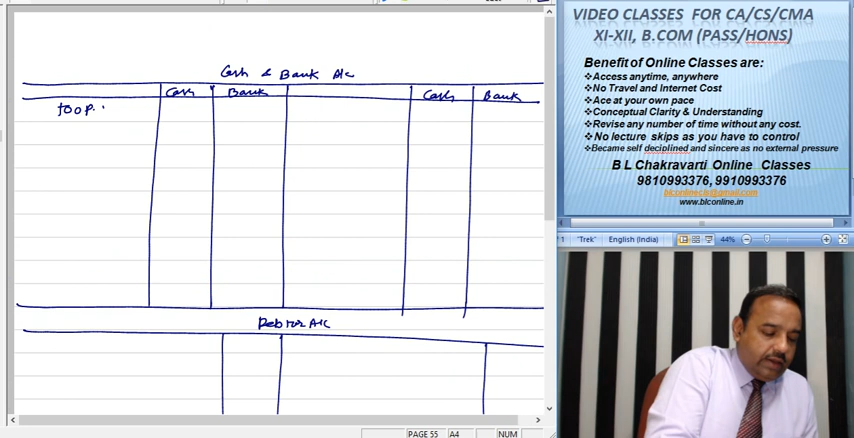 Cash & Bank A/c
Cash Bank Cash Bank
To op.
Debtor A/c
PAGE 55 A4 NUM
VIDEO CLASSES FOR CA/CS/CMA
XI-XII, B.COM (PASS/HONS)
Benefit of Online Classes are:
❖Access anytime, anywhere
❖No Travel and Internet Cost
❖Ace at your own pace
❖Conceptual Clarity & Understanding
❖Revise any number of time without any cost.
❖No lecture skips as you have to control
❖Became self deciplined and sincere as no external pressure
B L Chakravarti Online Classes
9810993376, 9910993376
www.blconline.in
1 "Trek" English (India) 44%